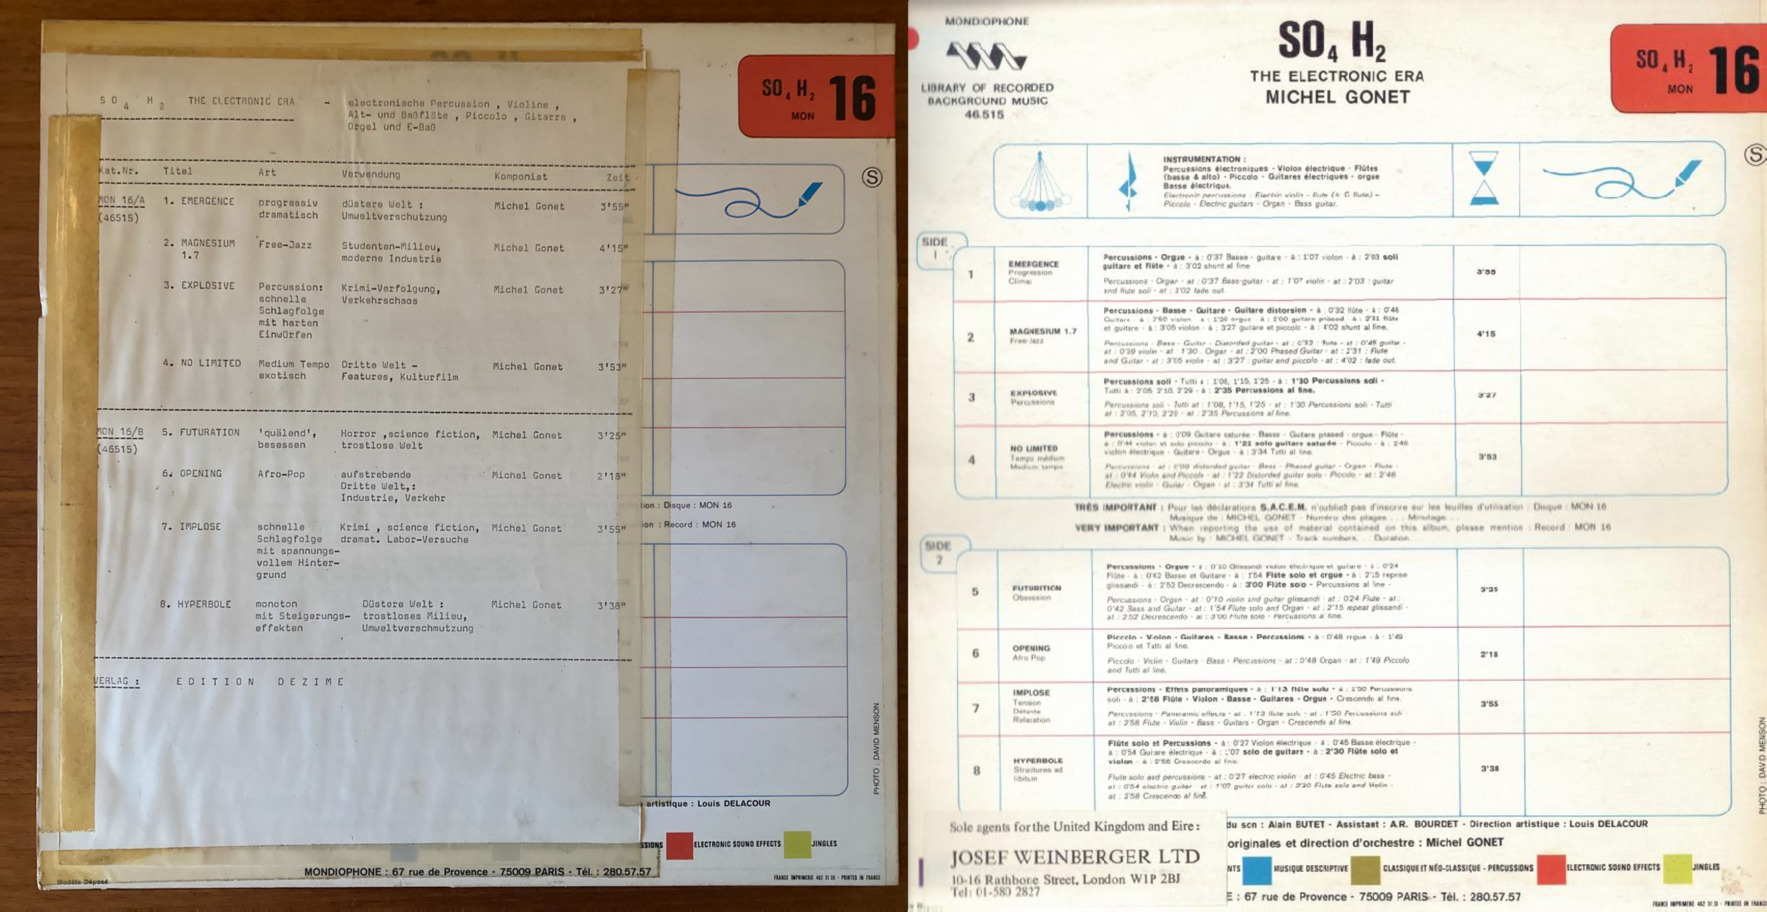 SO₄ H₂ THE ELECTRONIC ERA - electronische Percussion , Violine ,
Alt- und Baßflöte , Piccolo , Gitarre ,
Orgel und E-Baß
Kat.Nr. Titel Art Verwendung Komponist Zeit
MON 16/A 1. EMERGENCE progressiv düstere Welt : Michel Gonet 3'55"
(46515) dramatisch Umweltverschutzung
2. MAGNESIUM Free-Jazz Studenten-Milieu, Michel Gonet 4'15"
1.7 moderne Industrie
3. EXPLOSIVE Percussion: Krimi-Verfolgung, Michel Gonet 3'27"
schnelle Verkehrschaos
Schlagfolge
mit harten
Einwürfen
4. NO LIMITED Medium Tempo Dritte Welt - Michel Gonet 3'53"
exotisch Features, Kulturfilm
MON 16/B 5. FUTURATION 'quälend', Horror ,science fiction, Michel Gonet 3'25"
(46515) besessen trostlose Welt
6. OPENING Afro-Pop aufstrebende Michel Gonet 2'18"
Dritte Welt,:
Industrie, Verkehr
7. IMPLOSE schnelle Krimi , science fiction, Michel Gonet 3'55"
Schlagfolge dramat. Labor-Versuche
mit spannungs-
vollem Hinter-
grund
8. HYPERBOLE monoton Düstere Welt : Michel Gonet 3'38"
mit Steigerungs- trostloses Milieu,
effekten Umweltverschmutzung
VERLAG : EDITION DEZIME
SO₄ H₂ 16
MON
S
tion : Disque : MON 16
ion : Record : MON 16
PHOTO : DAVID MENSON
artistique : Louis DELACOUR
SSIONS ELECTRONIC SOUND EFFECTS JINGLES
MONDIOPHONE : 67 rue de Provence - 75009 PARIS - Tél. : 280.57.57
Modèle Déposé
MONDIOPHONE
LIBRARY OF RECORDED
BACKGROUND MUSIC
46.515
SO₄ H₂
THE ELECTRONIC ERA
MICHEL GONET
SO₄ H₂ 16
MON
S
INSTRUMENTATION :
Percussions électroniques - Violon électrique - Flûtes
(basse & alto) - Piccolo - Guitares électriques - orgue
Basse électrique.
Electronic percussions - Electric violin -
Piccolo - Electric guitars - Organ - Bass guitar.
SIDE
1
1 EMERGENCE 3'55
Progression
Climax
Percussions - Orgue - à : 0'37 Basse - guitare - à : 1'07 violon - à : 2'03 soli
guitare et flûte - à : 3'02 shunt al fine
Percussions - Organ - at : 0'37 Bass-guitar - at : 1'07 violin - at : 2'03 : guitar
and flute soli - at : 3'02 fade out.
2 MAGNESIUM 1.7 4'15
Free-Jazz
Percussions - Basse - Guitare - Guitare distorsion - à : 0'32 flûte - à : 0'46
et guitare - à : 3'05 violon - à : 3'27 guitare et piccolo - à : 4'02 shunt al fine.
Percussions - Bass - Guitar - Distorded guitar - at : 0'32 : flute - at : 0'46 guitar -
at : 0'59 violin - at : 1'30 : Organ - at : 2'00 Phased Guitar - at : 2'31 : Flute
and Guitar - at : 3'05 violin - at : 3'27 : guitar and piccolo - at : 4'02 : fade out.
3 EXPLOSIVE 3'27
Percussions
Percussions soli - Tutti à : 1'08, 1'15, 1'25 - à : 1'30 Percussions soli -
Tutti à : 2'05 2'10, 2'29 - à : 2'35 Percussions al fine.
Percussions soli - Tutti at : 1'08, 1'15, 1'25 - at : 1'30 Percussions soli - Tutti
at : 2'05, 2'10, 2'29 - at : 2'35 Percussions al fine.
4 NO LIMITED 3'53
Tempo médium
Medium tempo
Percussions - à : 0'09 Guitare saturée - Basse - Guitare phased - orgue - Flûte -
à : 0'44 violon et solo piccolo - à : 1'22 solo guitare saturée - Piccolo - à : 2'46
violon électrique - Guitare - Orgue - à : 3'34 Tutti al fine.
Percussions - at : 0'09 distorded guitar - Bass - Phased guitar - Organ - Flute -
at : 0'44 Violin and Piccolo - at : 1'22 Distorded guitar solo - Piccolo - at : 2'46
Electric violin - Guitar - Organ - at : 3'34 Tutti al fine.
TRES IMPORTANT : Pour les déclarations S.A.C.E.M. n'oubliez pas d'inscrire sur les feuilles d'utilisation : Disque : MON 16
Musique de : MICHEL GONET - Numéro des plages ... Minutage ...
VERY IMPORTANT : When reporting the use of material contained on this album, please mention : Record : MON 16
Music by : MICHEL GONET - Track numbers ... Duration ...
SIDE
2
5 FUTURITION 3'25
Obsession
Percussions - Orgue - à : 0'10 Glissandi violon électrique et guitare - à : 0'24
Flûte - à : 0'42 Basse et Guitare - à : 1'54 Flûte solo et orgue - à : 2'15 reprise
glissandi - à : 2'52 Decrescendo - à : 3'00 Flûte solo - Percussions al fine.
Percussions - Organ - at : 0'10 violin and guitar glissandi - at : 0'24 Flute - at :
0'42 Bass and Guitar - at : 1'54 Flute solo and Organ - at : 2'15 repeat glissandi -
at : 2'52 Decrescendo - at : 3'00 Flute solo - Percussions al fine.
6 OPENING 2'18
Afro Pop
Piccolo - Violon - Guitares - Basse - Percussions - à : 0'48 orgue - à : 1'49
Piccolo et Tutti al fine.
Piccolo - Violin - Guitars - Bass - Percussions - at : 0'48 Organ - at : 1'49 Piccolo
and Tutti al fine.
7 IMPLOSE 3'55
Tension
Détente
Relaxation
Percussions - Effets panoramiques - à : 1'13 flûte solo - à : 1'50 Percussions
soli - à : 2'58 Flûte - Violon - Basse - Guitares - Orgue - Crescendo al fine.
Percussions - Panoramic effects - at : 1'13 flute solo - at : 1'50 Percussions soli -
at : 2'58 Flute - Violin - Bass - Guitars - Organ - Crescendo al fine.
8 HYPERBOLE 3'38
Structures ad
libitum
Flûte solo et Percussions - à : 0'27 Violon électrique - à : 0'45 Basse électrique -
à : 0'54 Guitare électrique - à : 1'07 solo de guitare - à : 2'30 Flûte solo et
violon - à : 2'58 Crescendo al fine.
Flute solo and percussions - at : 0'27 electric violin - at : 0'45 Electric bass -
at : 0'54 electric guitar - at : 1'07 guitar solo - at : 2'30 Flute solo and Violin -
at : 2'58 Crescendo al fine.
PHOTO : DAVID MENSON
Sole agents for the United Kingdom and Eire :
JOSEF WEINBERGER LTD
10-16 Rathbone Street, London W1P 2BJ
Tel: 01-580 2827
du son : Alain BUTET - Assistant : A.R. BOURDET - Direction artistique : Louis DELACOUR
originales et direction d'orchestre : Michel GONET
NTS MUSIQUE DESCRIPTIVE CLASSIQUE IT NÉO-CLASSIQUE - PERCUSSIONS ELECTRONIC SOUND EFFECTS JINGLES
E : 67 rue de Provence - 75009 PARIS - Tél. : 280.57.57